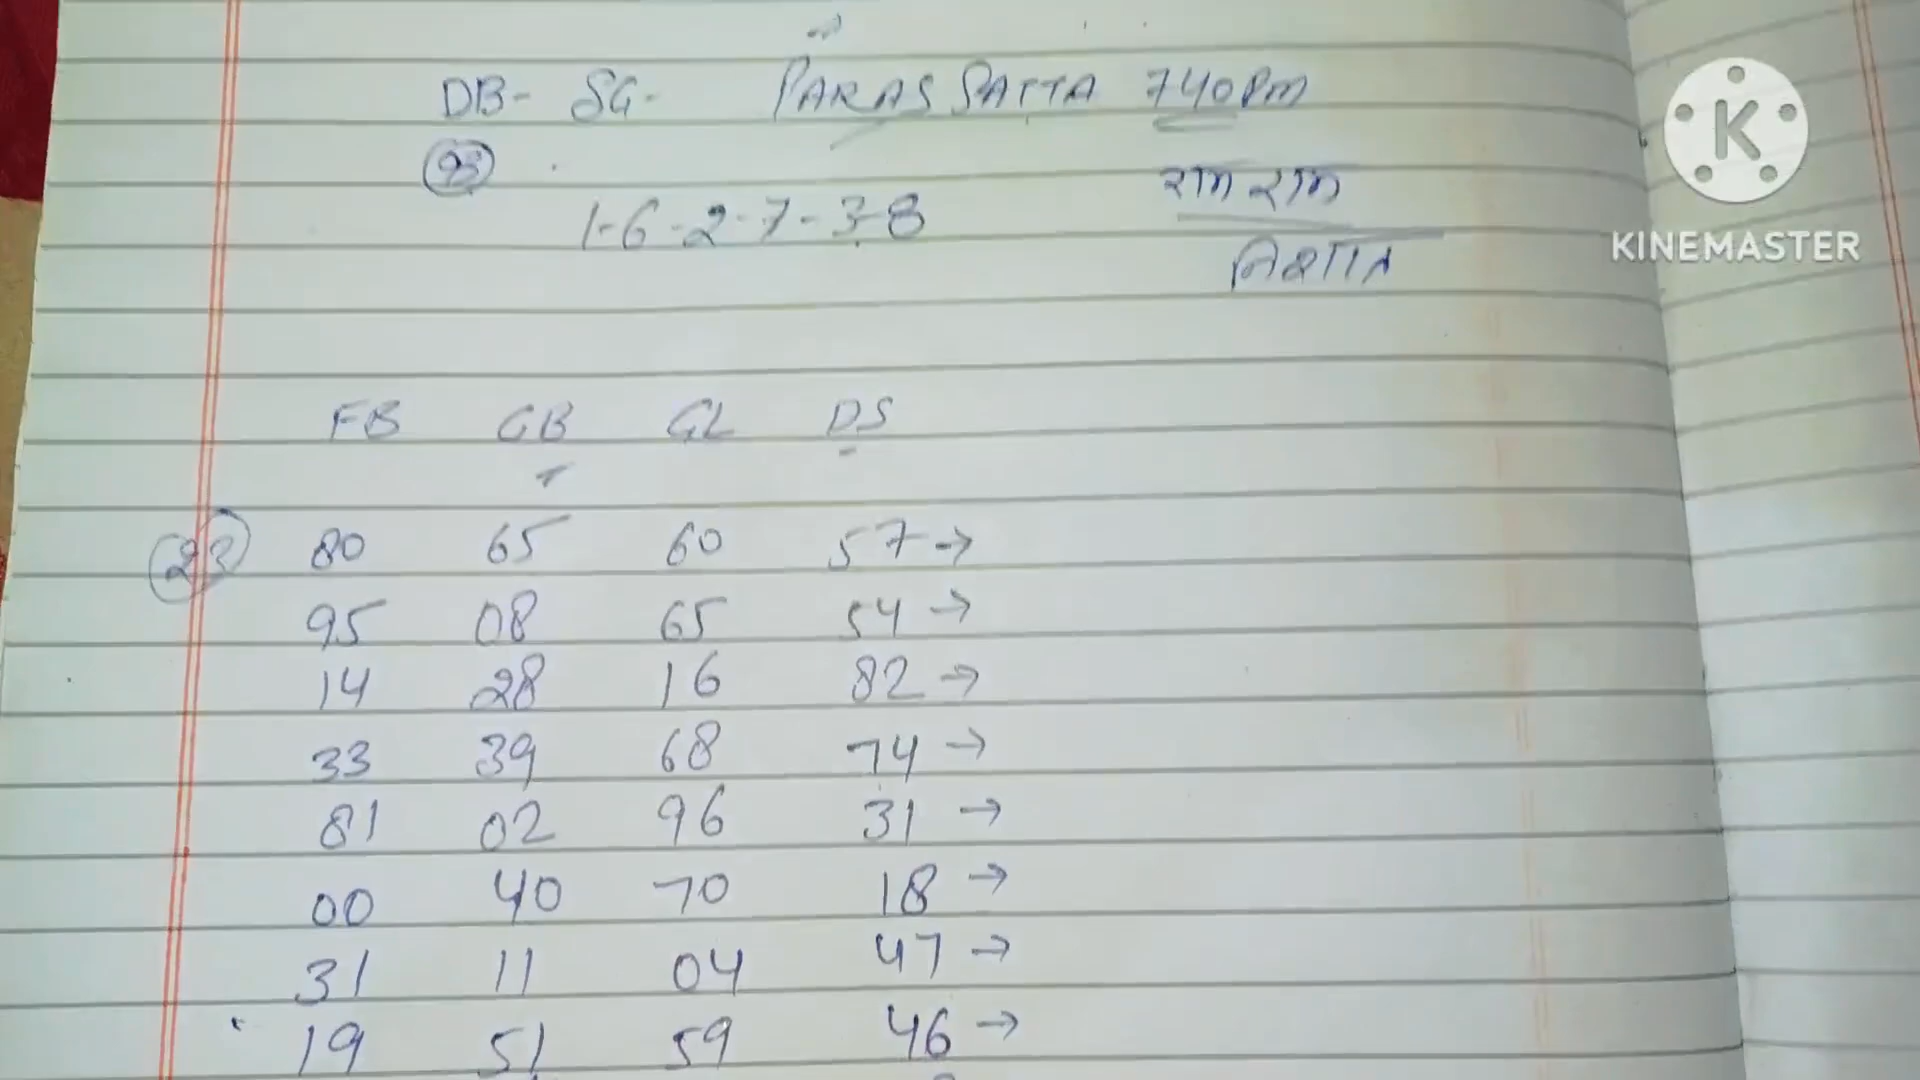 DB- SG- PARAS SATTA 740 PM
93
राम राम
1-6-2-7-3-8
KINEMASTER
FB GB GL DS
23 80 65 60 57→
95 08 65 54→
14 28 16 82→
33 39 68 74→
81 02 96 31→
00 40 70 18→
31 11 04 47→
19 51 59 46→